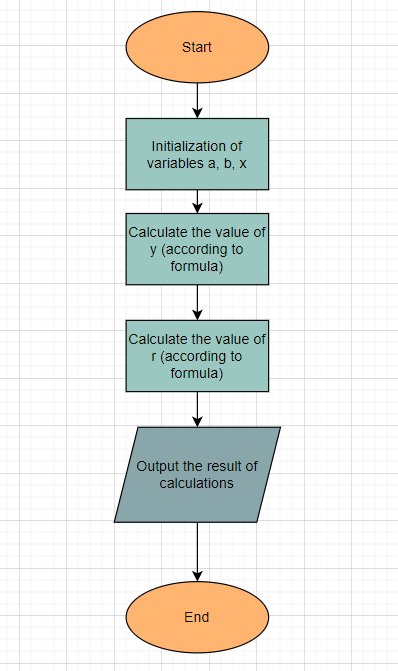 Start
Initialization of
variables a, b, x
Calculate the value of
y (according to
formula)
Calculate the value of
r (according to
formula)
Output the result of
calculations
End